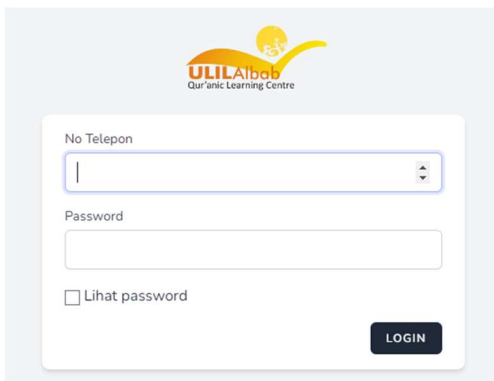 ULILAlbab
Qur'anic Learning Centre
No Telepon
Password
Lihat password
LOGIN